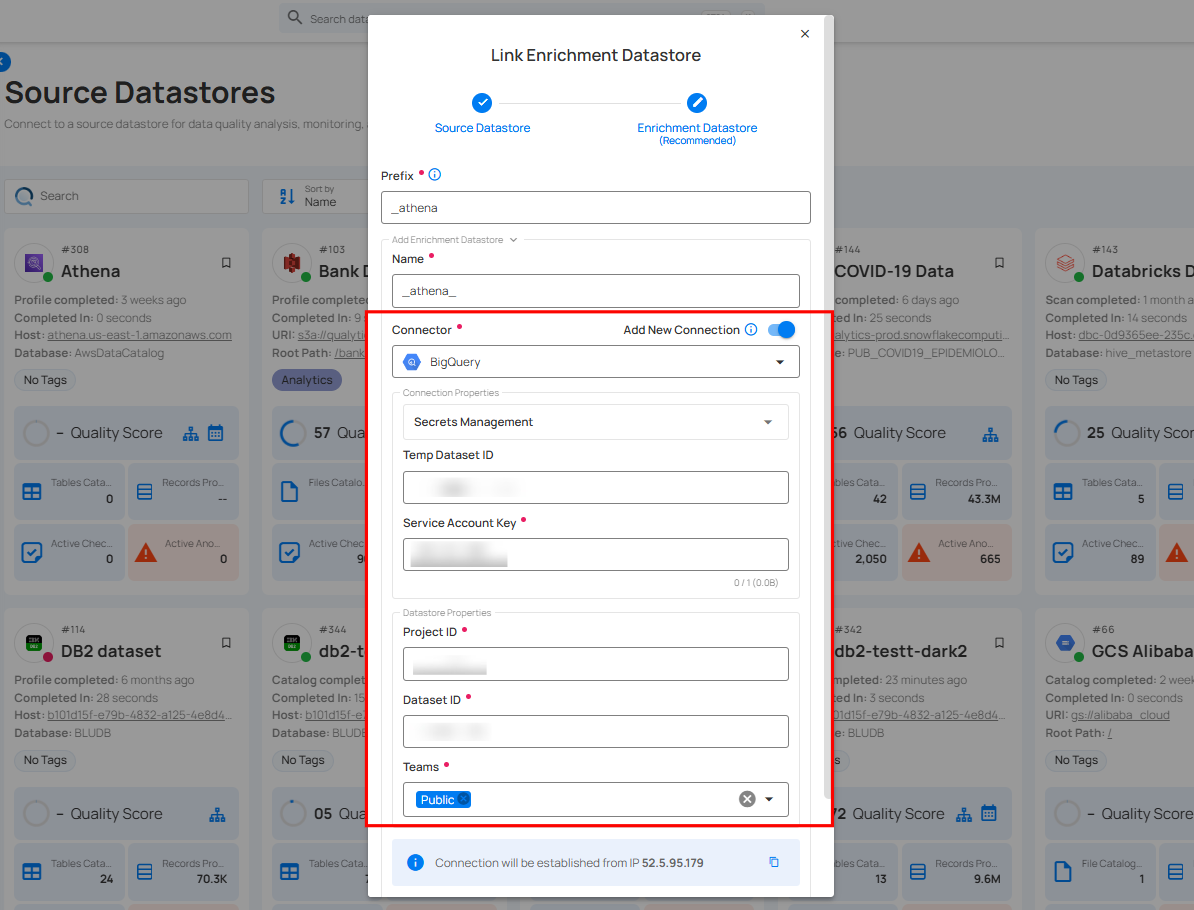 Search data
Source Datastores
Connect to a source datastore for data quality analysis, monitoring,
Search
Sort by
Name
Link Enrichment Datastore
Source Datastore
Enrichment Datastore
(Recommended)
Prefix •
_athena
Add Enrichment Datastore
Name •
_athena_
Connector •
Add New Connection
BigQuery
Connection Properties
Secrets Management
Temp Dataset ID
Service Account Key •
0 / 1 (0.0B)
Datastore Properties
Project ID •
Dataset ID •
Teams •
Public
Connection will be established from IP 52.5.95.179
#308
Athena
Profile completed: 3 weeks ago
Completed In: 0 seconds
Host: athena.us-east-1.amazonaws.com
Database: AwsDataCatalog
No Tags
– Quality Score
Tables Cata...
0
Records Pro...
--
Active Chec...
0
Active Ano...
0
#103
Bank D
Profile completed:
Completed In: 9
URI: s3a://qualytic
Root Path: /bank
Analytics
57 Qua
Files Catalo
Active Chec
9
#144
COVID-19 Data
completed: 6 days ago
In: 25 seconds
alytics-prod.snowflakecomputi...
e: PUB_COVID19_EPIDEMIOLO...
56 Quality Score
bles Cata...
42
Records Pro...
43.3M
tive Chec...
2,050
Active Ano...
665
#143
Databricks D
Scan completed: 1 month a
Completed In: 14 seconds
Host: dbc-0d9365ee-235c.
Database: hive_metastore
No Tags
25 Quality Scor
Tables Cata...
5
Active Chec...
89
#114
DB2 dataset
Profile completed: 6 months ago
Completed In: 28 seconds
Host: b101d15f-e79b-4832-a125-4e8d4...
Database: BLUDB
No Tags
– Quality Score
Tables Cata...
24
Records Pro...
70.3K
#344
db2-t
Catalog completed:
Completed In: 15
Host: b101d15f-e7
Database: BLUDB
No Tags
05 Qua
Tables Cata
7
#342
db2-testt-dark2
completed: 23 minutes ago
In: 3 seconds
01d15f-e79b-4832-a125-4e8d4...
e: BLUDB
s
72 Quality Score
bles Cata...
13
Records Pro...
9.6M
#66
GCS Alibaba
Catalog completed: 2 week
Completed In: 0 seconds
URI: gs://alibaba_cloud
Root Path: /
No Tags
– Quality Score
File Catalog...
1